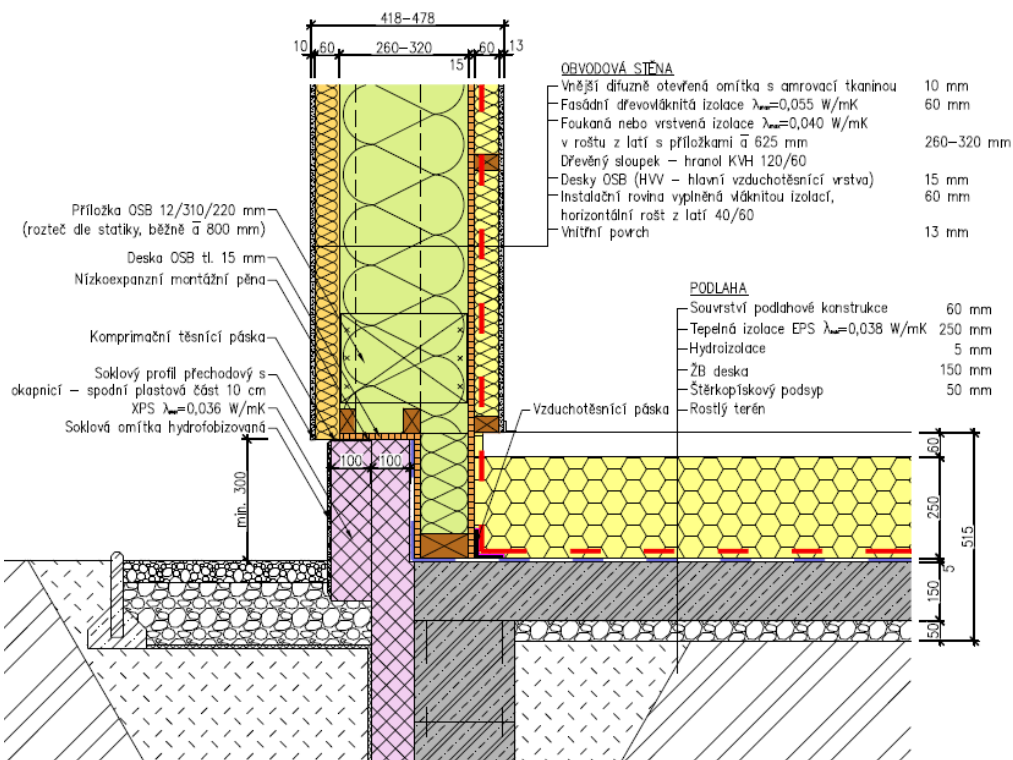 418–478
10
60
260–320
15
60
13
OBVODOVÁ STĚNA
Vnější difuzně otevřená omítka s amrovací tkaninou 10 mm
Fasádní dřevovláknitá izolace λ=0,055 W/mK 60 mm
Foukaná nebo vrstvená izolace λ=0,040 W/mK
v roštu z latí s příložkami ā 625 mm 260–320 mm
Dřevěný sloupek – hranol KVH 120/60
Desky OSB (HVV – hlavní vzduchotěsnící vrstva) 15 mm
Instalační rovina vyplněná vláknitou izolací, 60 mm
horizontální rošt z latí 40/60
Vnitřní povrch 13 mm
Příložka OSB 12/310/220 mm
(rozteč dle statiky, běžně ā 800 mm)
Deska OSB tl. 15 mm
Nízkoexpanzní montážní pěna
Komprimační těsnící páska
Soklový profil přechodový s
okapnicí – spodní plastová část 10 cm
XPS λ=0,036 W/mK
Soklová omítka hydrofobizovaná
PODLAHA
Souvrství podlahové konstrukce 60 mm
Tepelná izolace EPS λ=0,038 W/mK 250 mm
Hydroizolace 5 mm
ŽB deska 150 mm
Štěrkopískový podsyp 50 mm
Rostlý terén
Vzduchotěsnící páska
100
100
min. 300
60
250
515
5
150
50